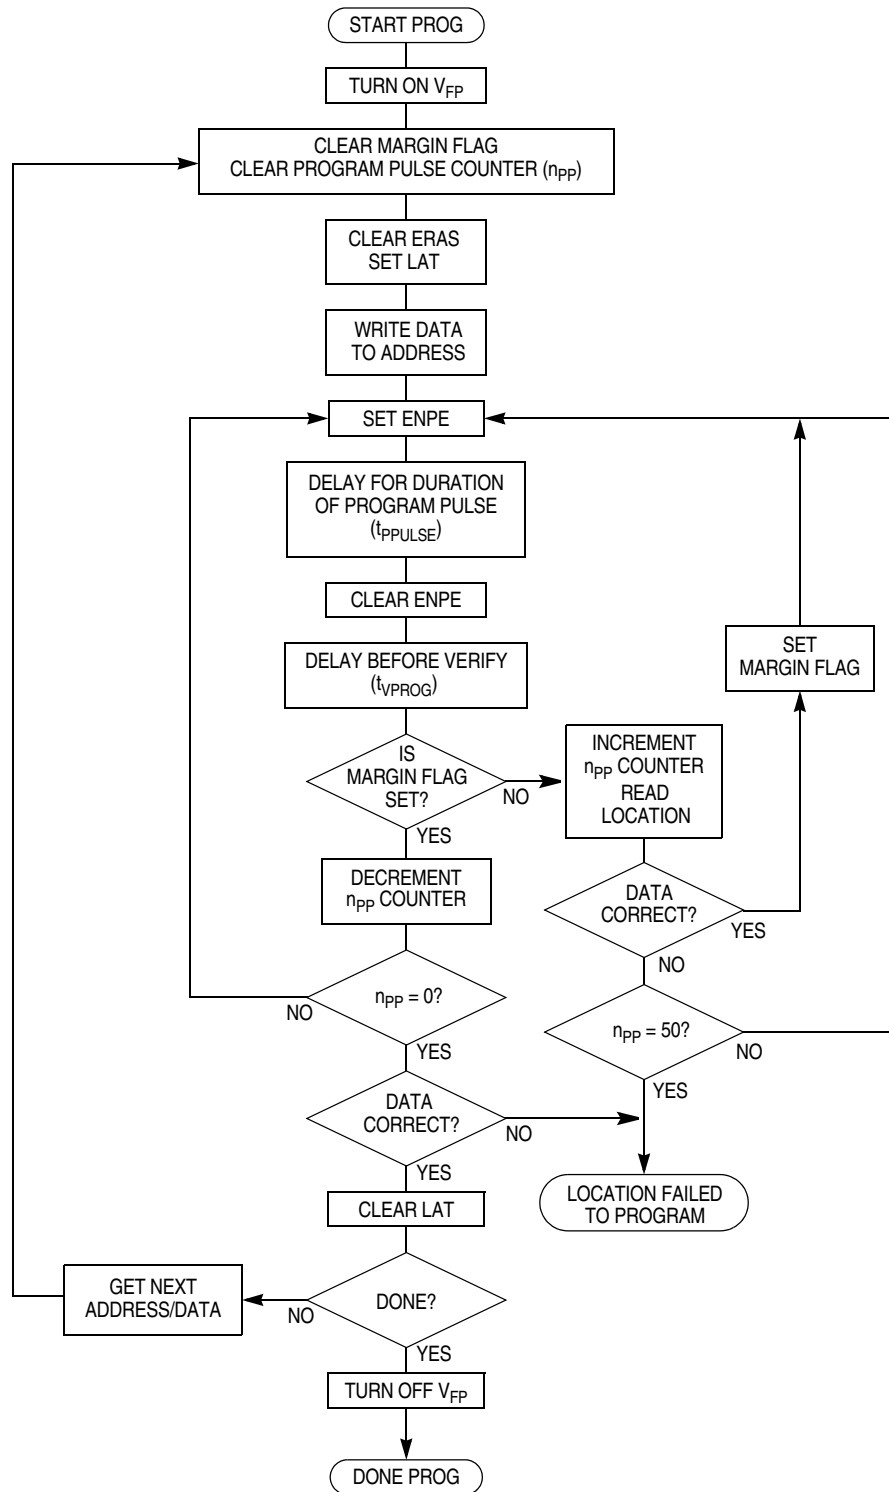 START PROG
TURN ON VFP
CLEAR MARGIN FLAG
CLEAR PROGRAM PULSE COUNTER (nPP)
CLEAR ERAS
SET LAT
WRITE DATA
TO ADDRESS
SET ENPE
DELAY FOR DURATION
OF PROGRAM PULSE
(tPPULSE)
CLEAR ENPE
DELAY BEFORE VERIFY
(tVPROG)
SET
MARGIN FLAG
IS
MARGIN FLAG
SET?
NO
YES
INCREMENT
nPP COUNTER
READ
LOCATION
DECREMENT
nPP COUNTER
DATA
CORRECT?
YES
NO
nPP = 0?
NO
YES
nPP = 50?
NO
YES
DATA
CORRECT?
NO
YES
LOCATION FAILED
TO PROGRAM
CLEAR LAT
GET NEXT
ADDRESS/DATA
DONE?
NO
YES
TURN OFF VFP
DONE PROG